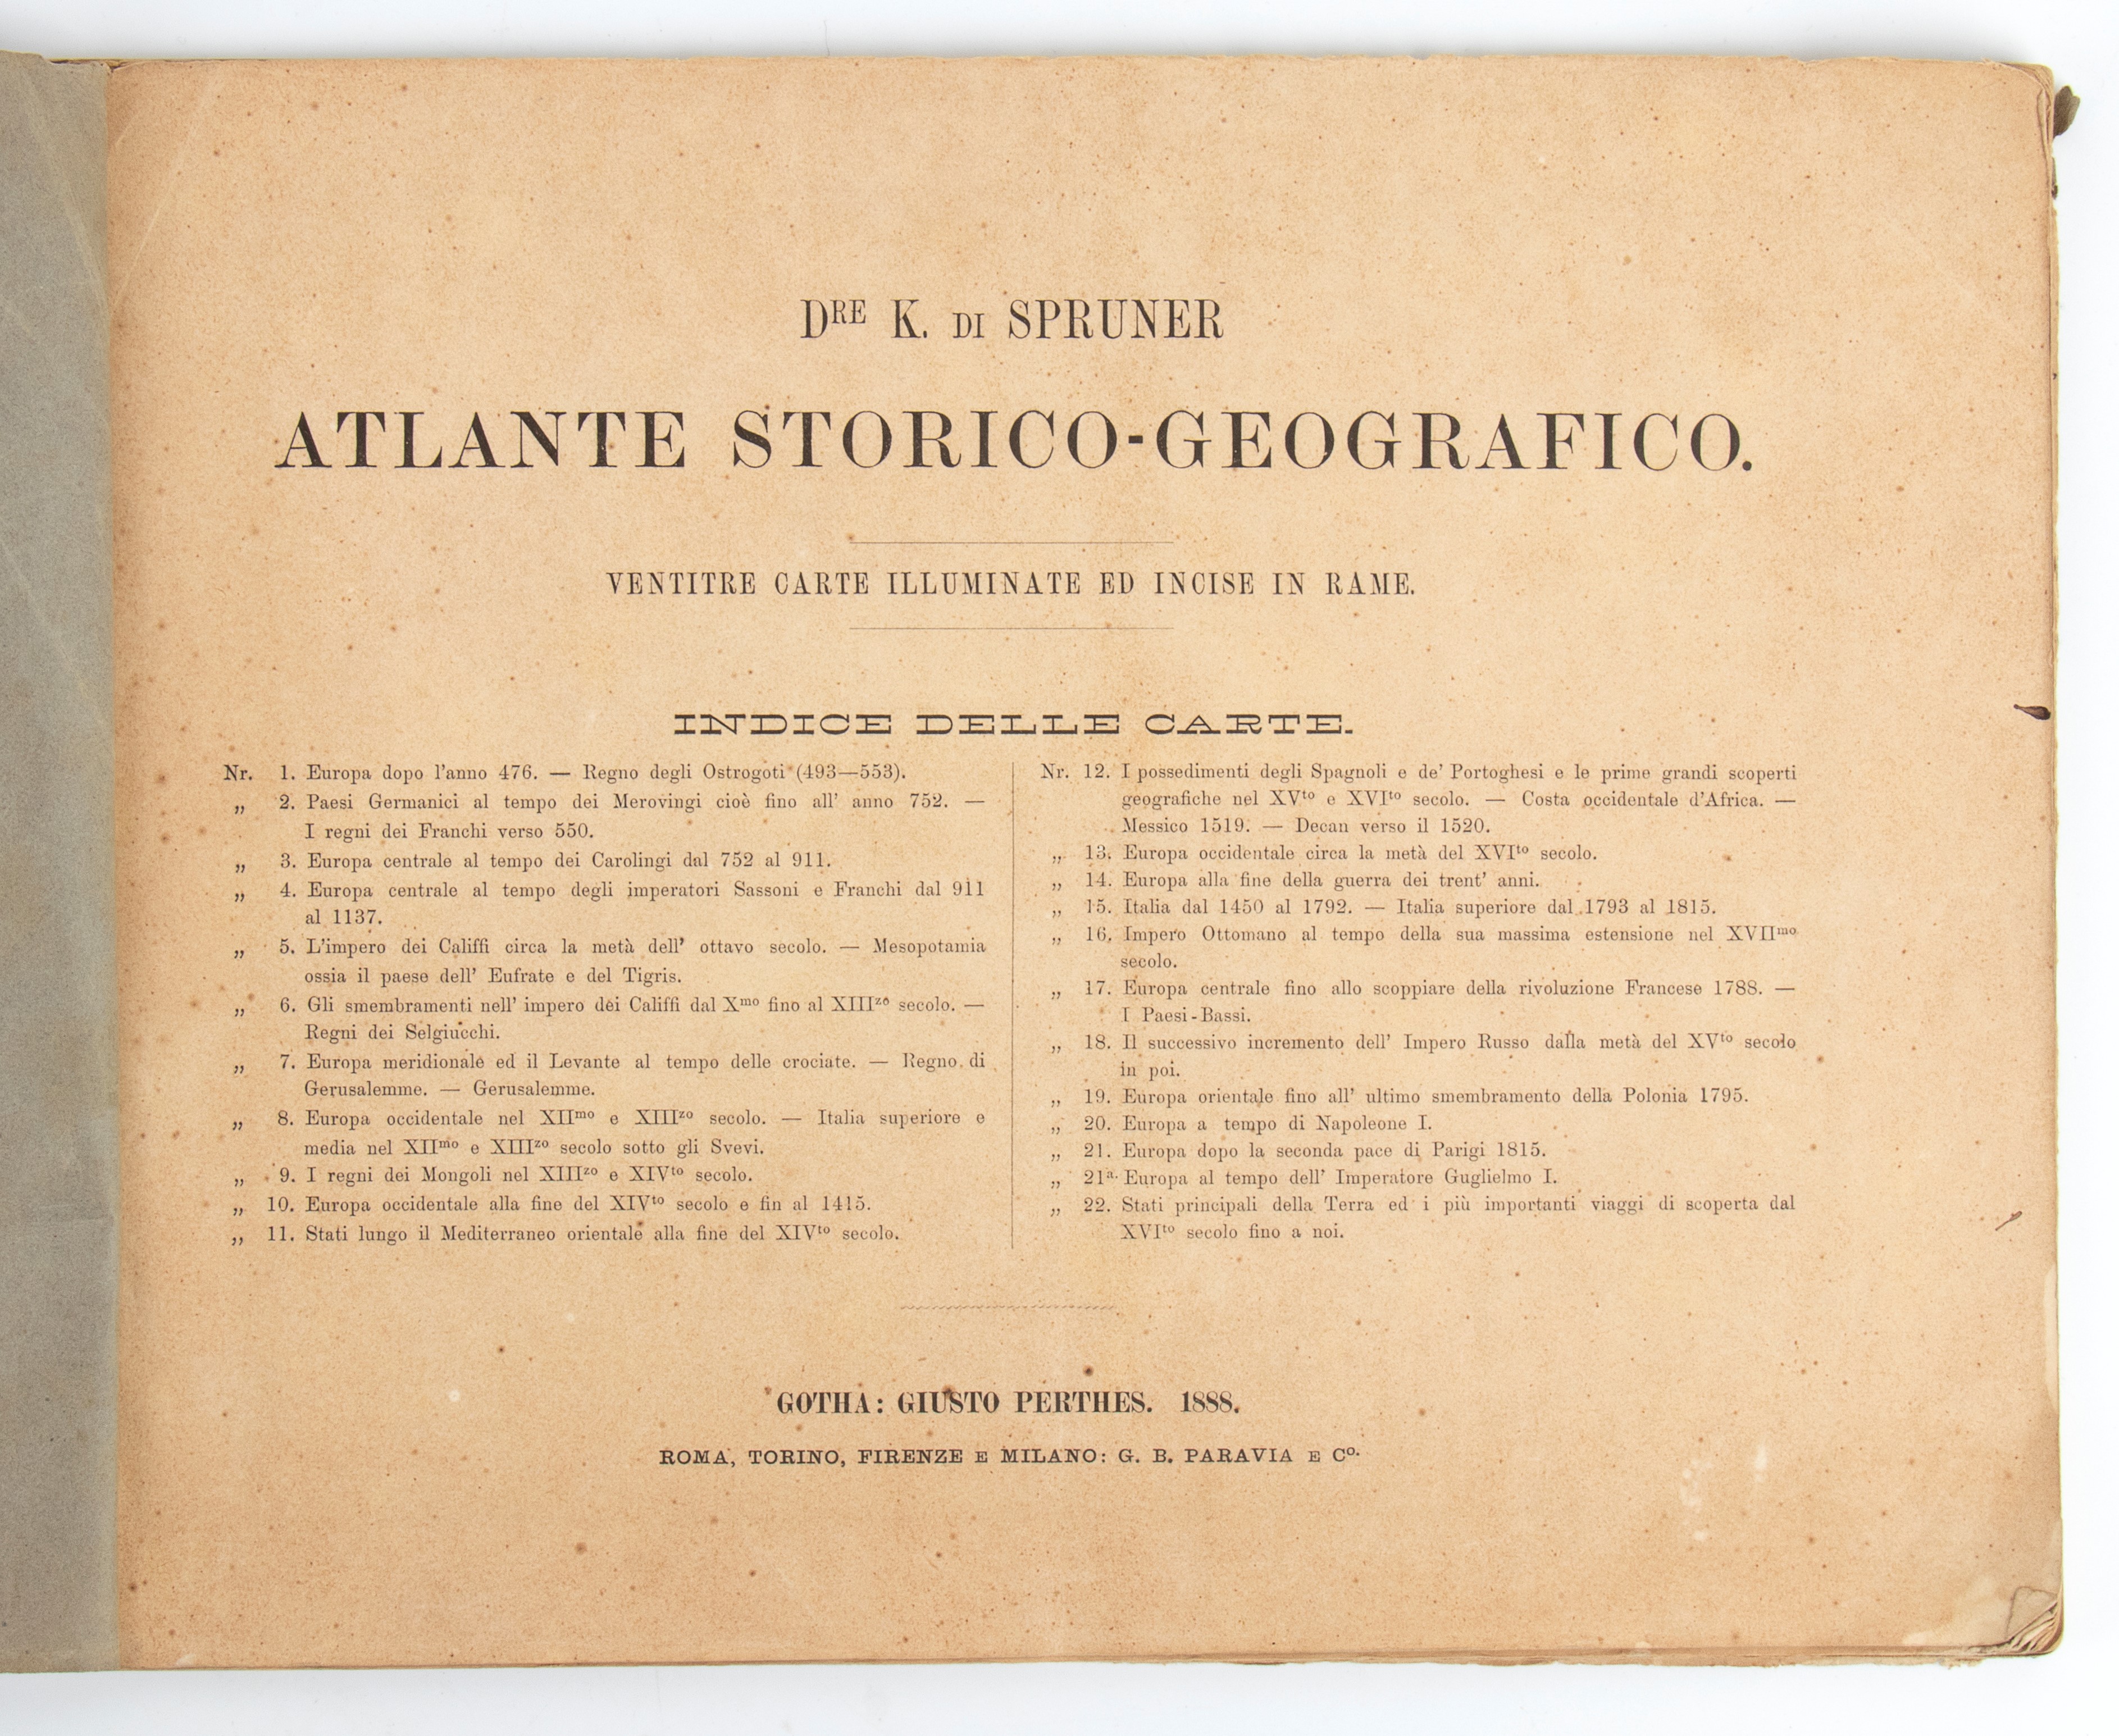 DRE K. DI SPRUNER
ATLANTE STORICO-GEOGRAFICO.
VENTITRE CARTE ILLUMINATE ED INCISE IN RAME.
INDICE DELLE CARTE.
Nr. 1. Europa dopo l'anno 476. — Regno degli Ostrogoti (493—553).
„ 2. Paesi Germanici al tempo dei Merovingi cioè fino all' anno 752. —
I regni dei Franchi verso 550.
„ 3. Europa centrale al tempo dei Carolingi dal 752 al 911.
„ 4. Europa centrale al tempo degli imperatori Sassoni e Franchi dal 911
al 1137.
„ 5. L'impero dei Califfi circa la metà dell' ottavo secolo. — Mesopotamia
ossia il paese dell' Eufrate e del Tigris.
„ 6. Gli smembramenti nell' impero dei Califfi dal Xmo fino al XIIIzo secolo. —
Regni dei Selgiucchi.
„ 7. Europa meridionale ed il Levante al tempo delle crociate. — Regno di
Gerusalemme. — Gerusalemme.
„ 8. Europa occidentale nel XIImo e XIIIzo secolo. — Italia superiore e
media nel XIImo e XIIIzo secolo sotto gli Svevi.
„ 9. I regni dei Mongoli nel XIIIzo e XIVto secolo.
„ 10. Europa occidentale alla fine del XIVto secolo e fin al 1415.
„ 11. Stati lungo il Mediterraneo orientale alla fine del XIVto secolo.
Nr. 12. I possedimenti degli Spagnoli e de' Portoghesi e le prime grandi scoperti
geografiche nel XVto e XVIto secolo. — Costa occidentale d'Africa. —
Messico 1519. — Decan verso il 1520.
„ 13. Europa occidentale circa la metà del XVIto secolo.
„ 14. Europa alla fine della guerra dei trent' anni.
„ 15. Italia dal 1450 al 1792. — Italia superiore dal 1793 al 1815.
„ 16. Impero Ottomano al tempo della sua massima estensione nel XVIImo
secolo.
„ 17. Europa centrale fino allo scoppiare della rivoluzione Francese 1788. —
I Paesi-Bassi.
„ 18. Il successivo incremento dell' Impero Russo dalla metà del XVto secolo
in poi.
„ 19. Europa orientale fino all' ultimo smembramento della Polonia 1795.
„ 20. Europa a tempo di Napoleone I.
„ 21. Europa dopo la seconda pace di Parigi 1815.
„ 21a. Europa al tempo dell' Imperatore Guglielmo I.
„ 22. Stati principali della Terra ed i più importanti viaggi di scoperta dal
XVIto secolo fino a noi.
GOTHA: GIUSTO PERTHES. 1888.
ROMA, TORINO, FIRENZE E MILANO: G. B. PARAVIA E Co.